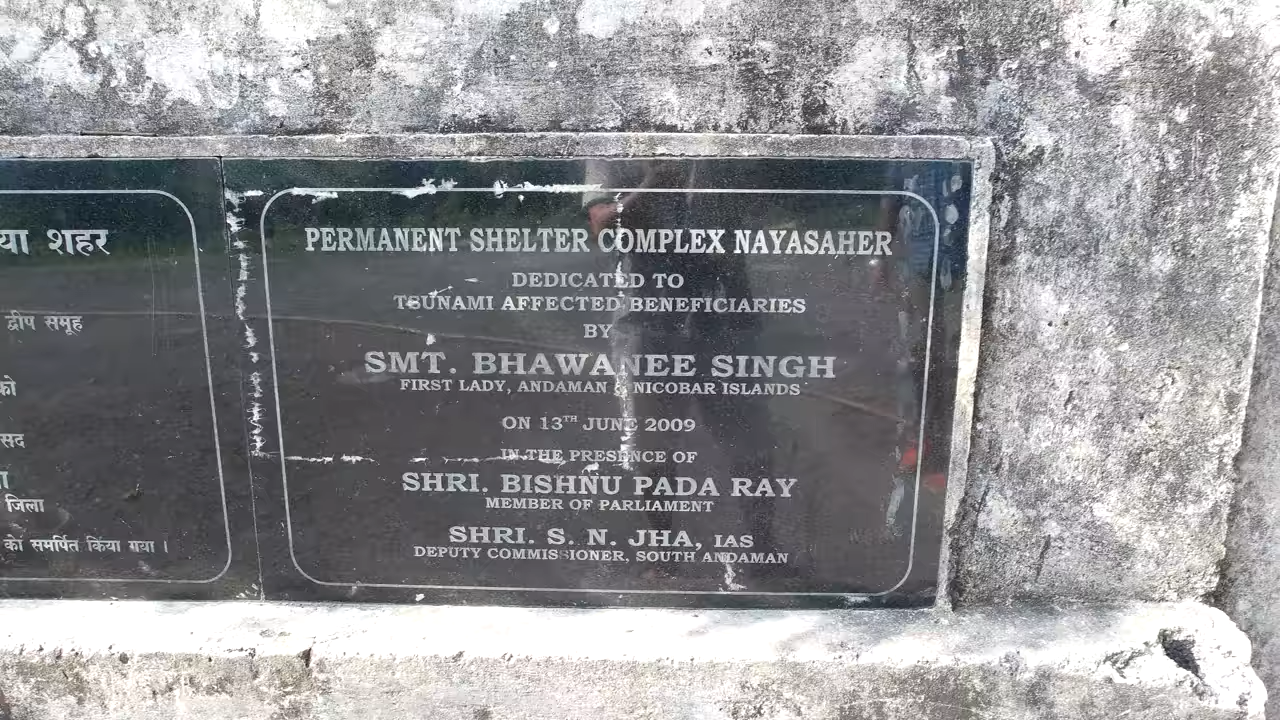 या शहर
द्वीप समूह
को
सद
जिला
को समर्पित किया गया ।
PERMANENT SHELTER COMPLEX NAYASAHER
DEDICATED TO
TSUNAMI AFFECTED BENEFICIARIES
BY
SMT. BHAWANEE SINGH
FIRST LADY, ANDAMAN & NICOBAR ISLANDS
ON 13TH JUNE 2009
IN THE PRESENCE OF
SHRI. BISHNU PADA RAY
MEMBER OF PARLIAMENT
SHRI. S. N. JHA, IAS
DEPUTY COMMISSIONER, SOUTH ANDAMAN